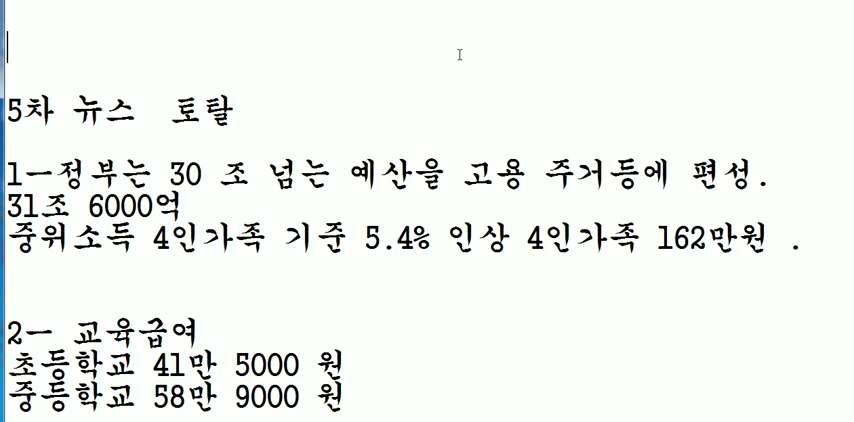 5차 뉴스  토탈
1ㅡ정부는 30 조 넘는 예산을 고용 주거등에 편성.
31조 6000억
중위소득 4인가족 기준 5.4% 인상 4인가족 162만원 .
2ㅡ 교육급여
초등학교 41만 5000 원
중등학교 58만 9000 원